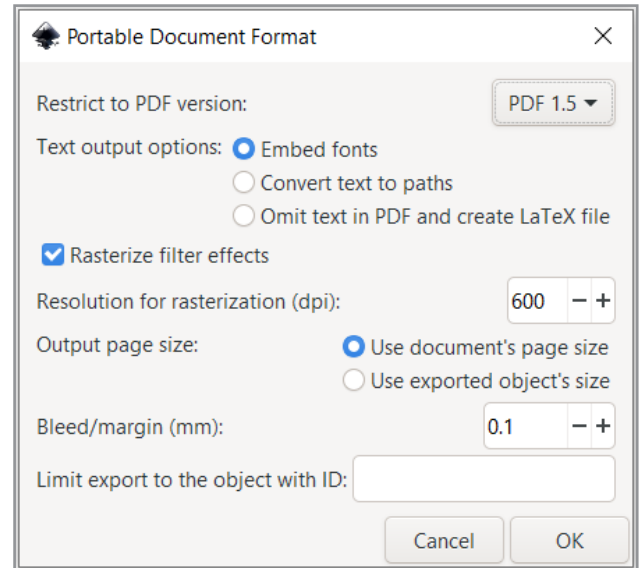 Portable Document Format
Restrict to PDF version: PDF 1.5
Text output options: Embed fonts
Convert text to paths
Omit text in PDF and create LaTeX file
Rasterize filter effects
Resolution for rasterization (dpi): 600 − +
Output page size: Use document's page size
Use exported object's size
Bleed/margin (mm): 0.1 − +
Limit export to the object with ID:
Cancel OK